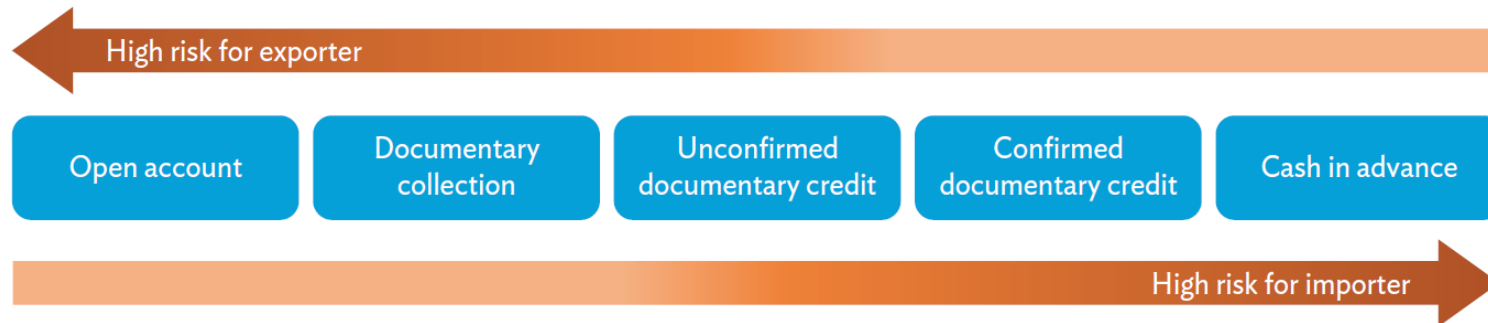 High risk for exporter
Open account
Documentary
collection
Unconfirmed
documentary credit
Confirmed
documentary credit
Cash in advance
High risk for importer